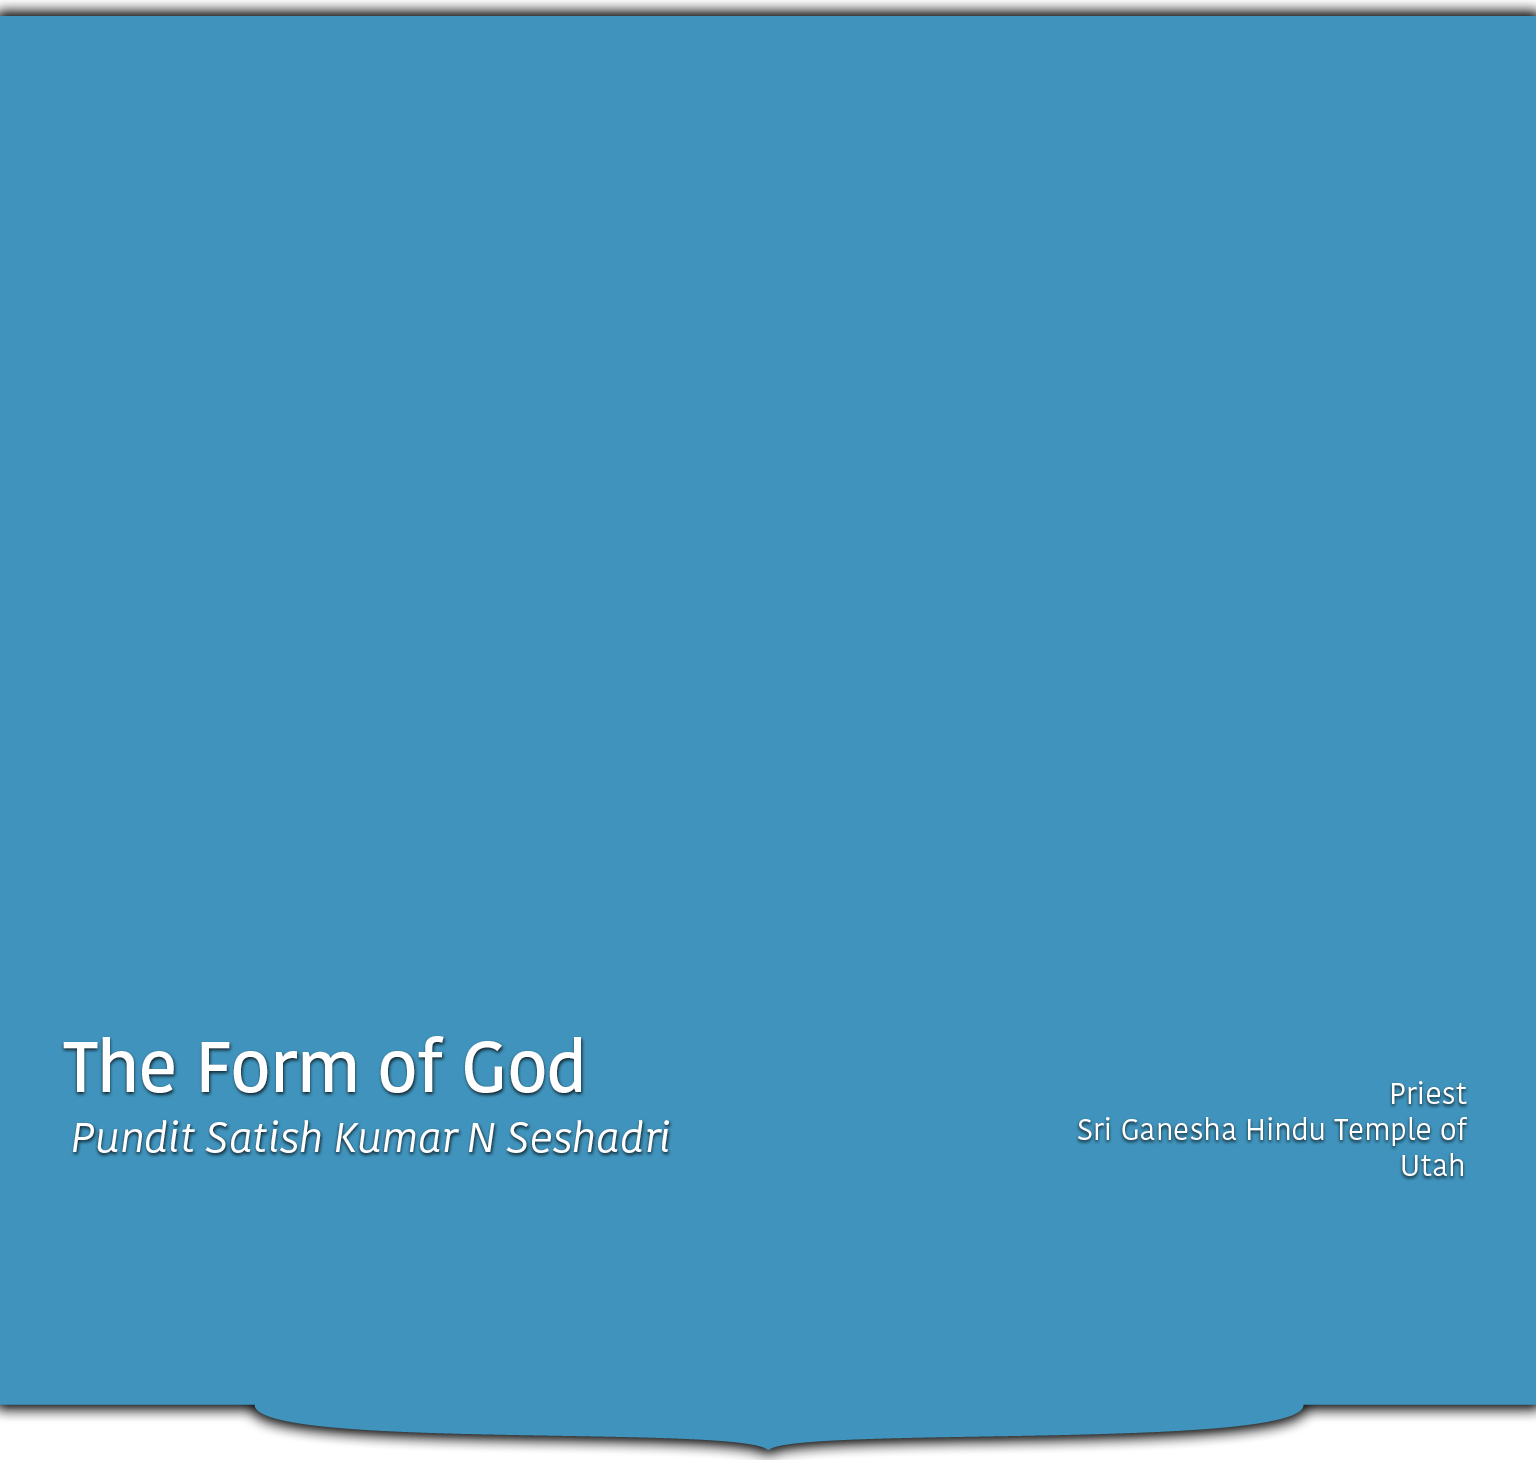 The Form of God
Pundit Satish Kumar N Seshadri
Priest
Sri Ganesha Hindu Temple of
Utah